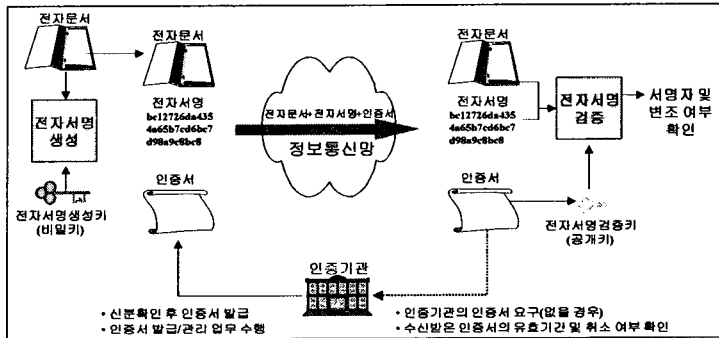 전자문서
전자문서
전자서명
bc12726da435
4a65b7cd6bc7
d98a9c8bc8
전자서명
생성
전자서명생성키
(비밀키)
인증서
전자문서+전자서명+인증서
정보통신망
전자문서
전자서명
bc12726da435
4a65b7cd6bc7
d98a9c8bc8
전자서명
검증
서명자 및
변조 여부
확인
인증서
전자서명검증키
(공개키)
인증기관
• 신분확인 후 인증서 발급
• 인증서 발급/관리 업무 수행
• 인증기관의 인증서 요구(없을 경우)
• 수신받은 인증서의 유효기간 및 취소 여부 확인